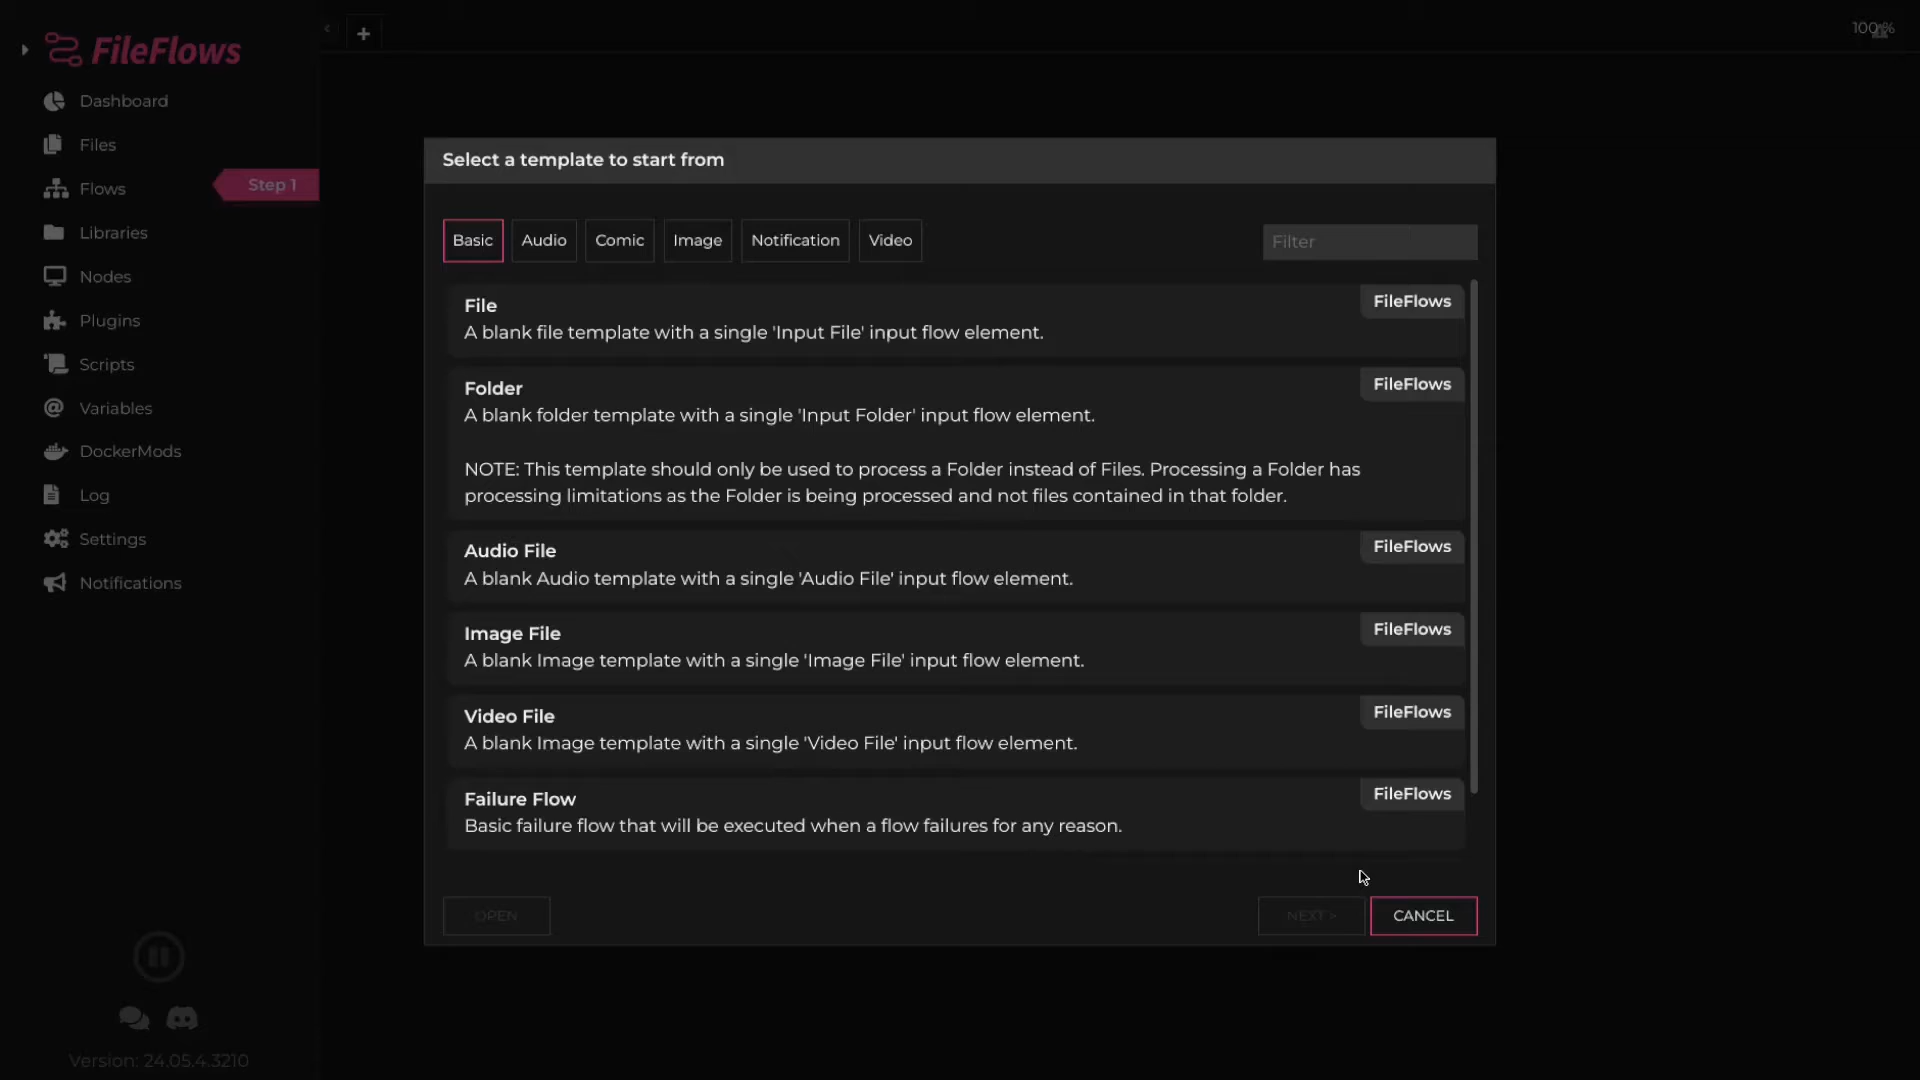 FileFlows
Dashboard
Files
Flows
Step 1
Libraries
Nodes
Plugins
Scripts
Variables
DockerMods
Log
Settings
Notifications
Version: 24.05.4.3210
+
100%
Select a template to start from
Basic Audio Comic Image Notification Video
Filter
File
FileFlows
A blank file template with a single 'Input File' input flow element.
Folder
FileFlows
A blank folder template with a single 'Input Folder' input flow element.
NOTE: This template should only be used to process a Folder instead of Files. Processing a Folder has
processing limitations as the Folder is being processed and not files contained in that folder.
Audio File
FileFlows
A blank Audio template with a single 'Audio File' input flow element.
Image File
FileFlows
A blank Image template with a single 'Image File' input flow element.
Video File
FileFlows
A blank Image template with a single 'Video File' input flow element.
Failure Flow
FileFlows
Basic failure flow that will be executed when a flow failures for any reason.
OPEN
NEXT >
CANCEL